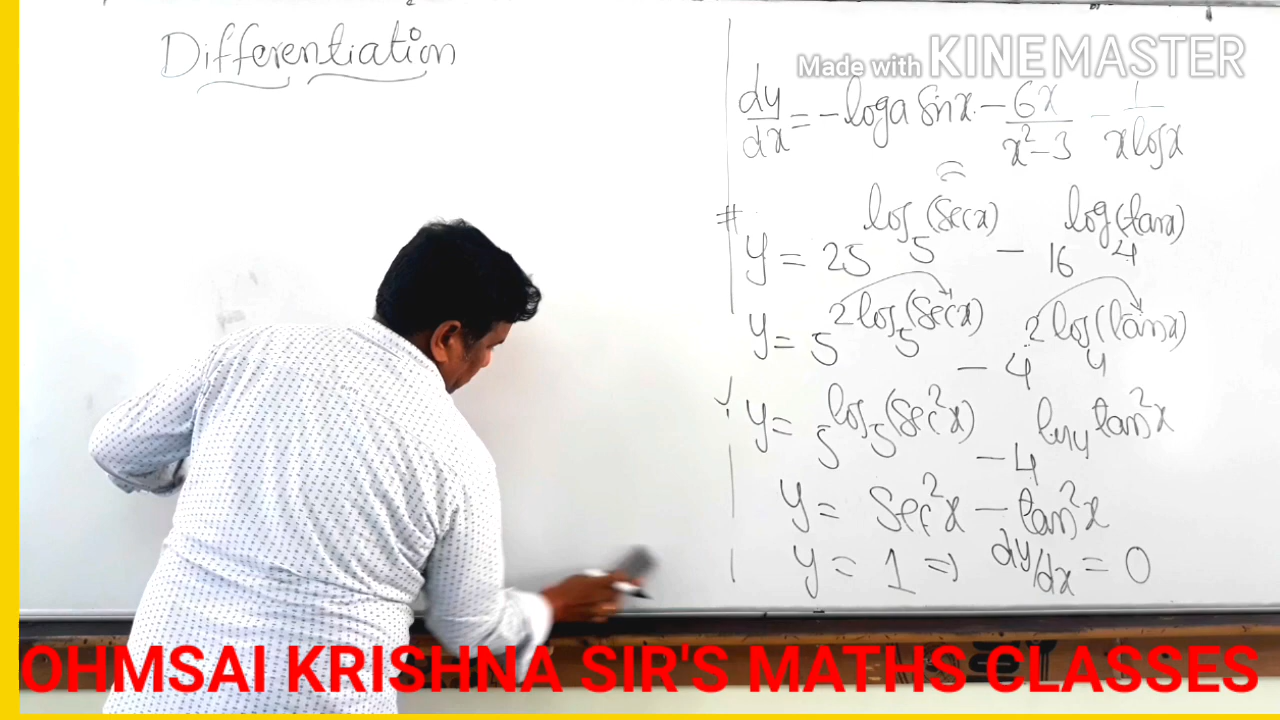 Differentiation
Made with KINEMASTER
dy/dx = -loga sinx - 6x/(x²-3) - 1/(x logx)
# y = 25^(log₅(secx)) - 16^(log₄(tanx))
y = 5^(2log₅(secx)) - 4^(2log₄(tanx))
y = 5^(log₅(sec²x)) - 4^(log₄ tan²x)
y = sec²x - tan²x
y = 1 ⇒ dy/dx = 0
OHMSAI KRISHNA SIR'S MATHS CLASSES